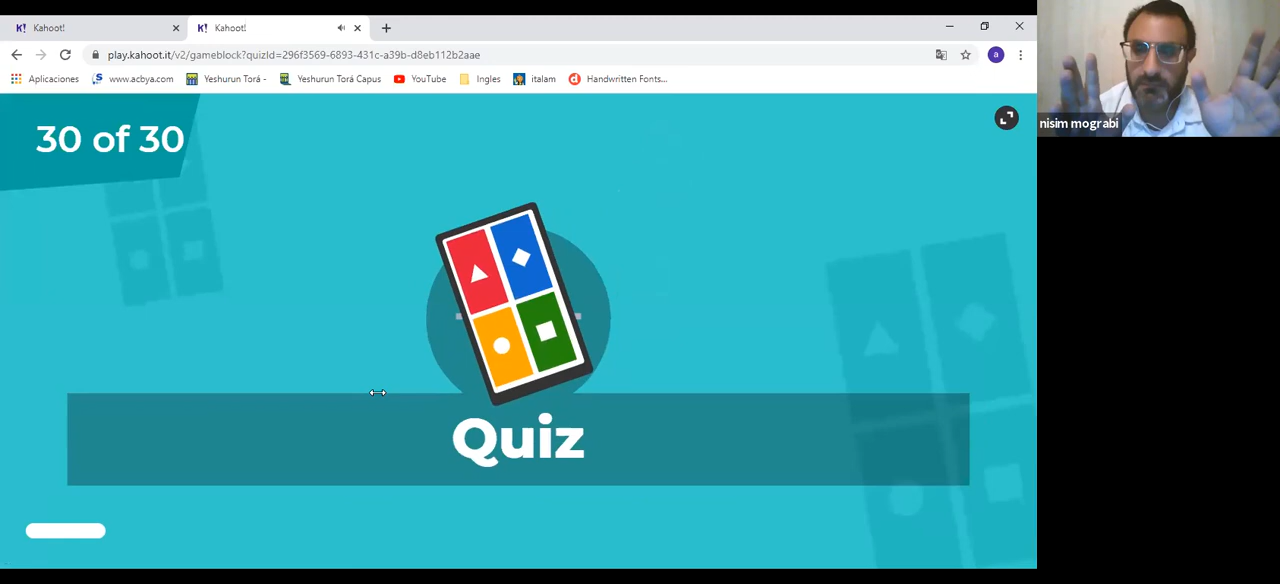 K! Kahoot!
K! Kahoot!
play.kahoot.it/v2/gameblock?quizId=296f3569-6893-431c-a39b-d8eb112b2aae
a
Aplicaciones
S www.acbya.com
Yeshurun Torá -
Yeshurun Torá Capus
YouTube
Ingles
italam
d Handwritten Fonts...
nisim mograbi
30 of 30
Quiz